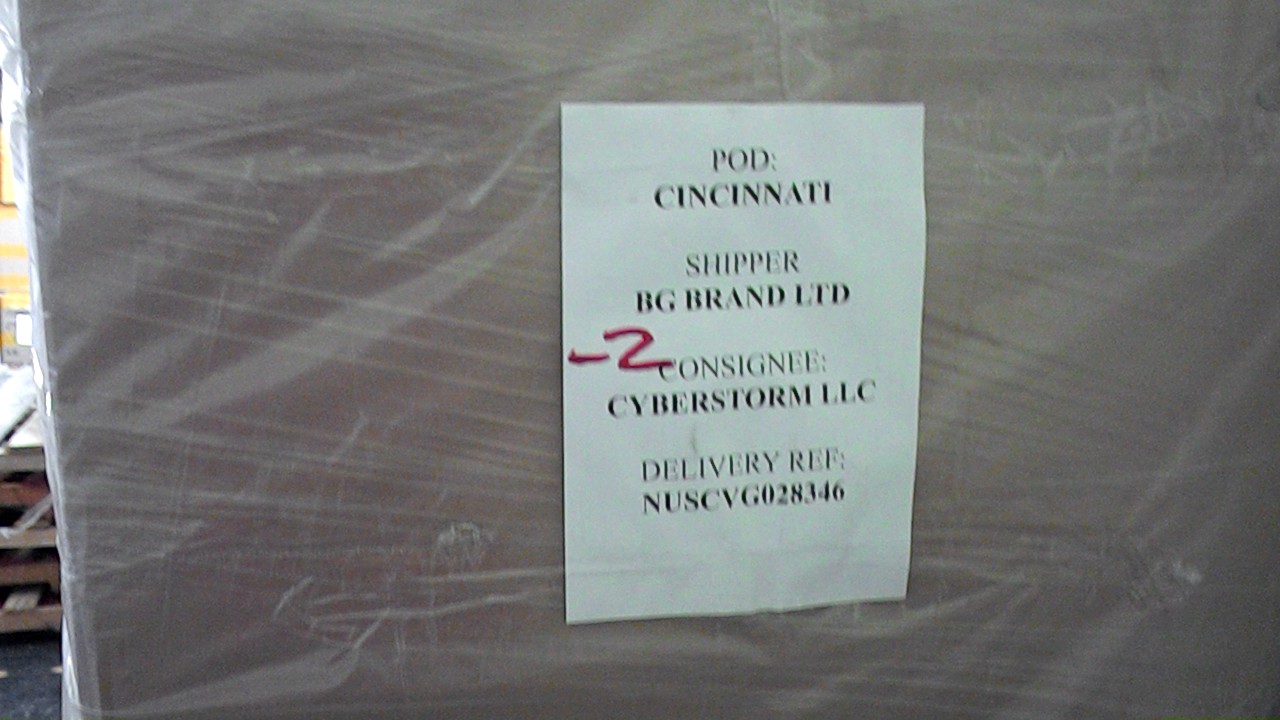 POD:
CINCINNATI
SHIPPER
BG BRAND LTD
-2
CONSIGNEE:
CYBERSTORM LLC
DELIVERY REF:
NUSCVG028346